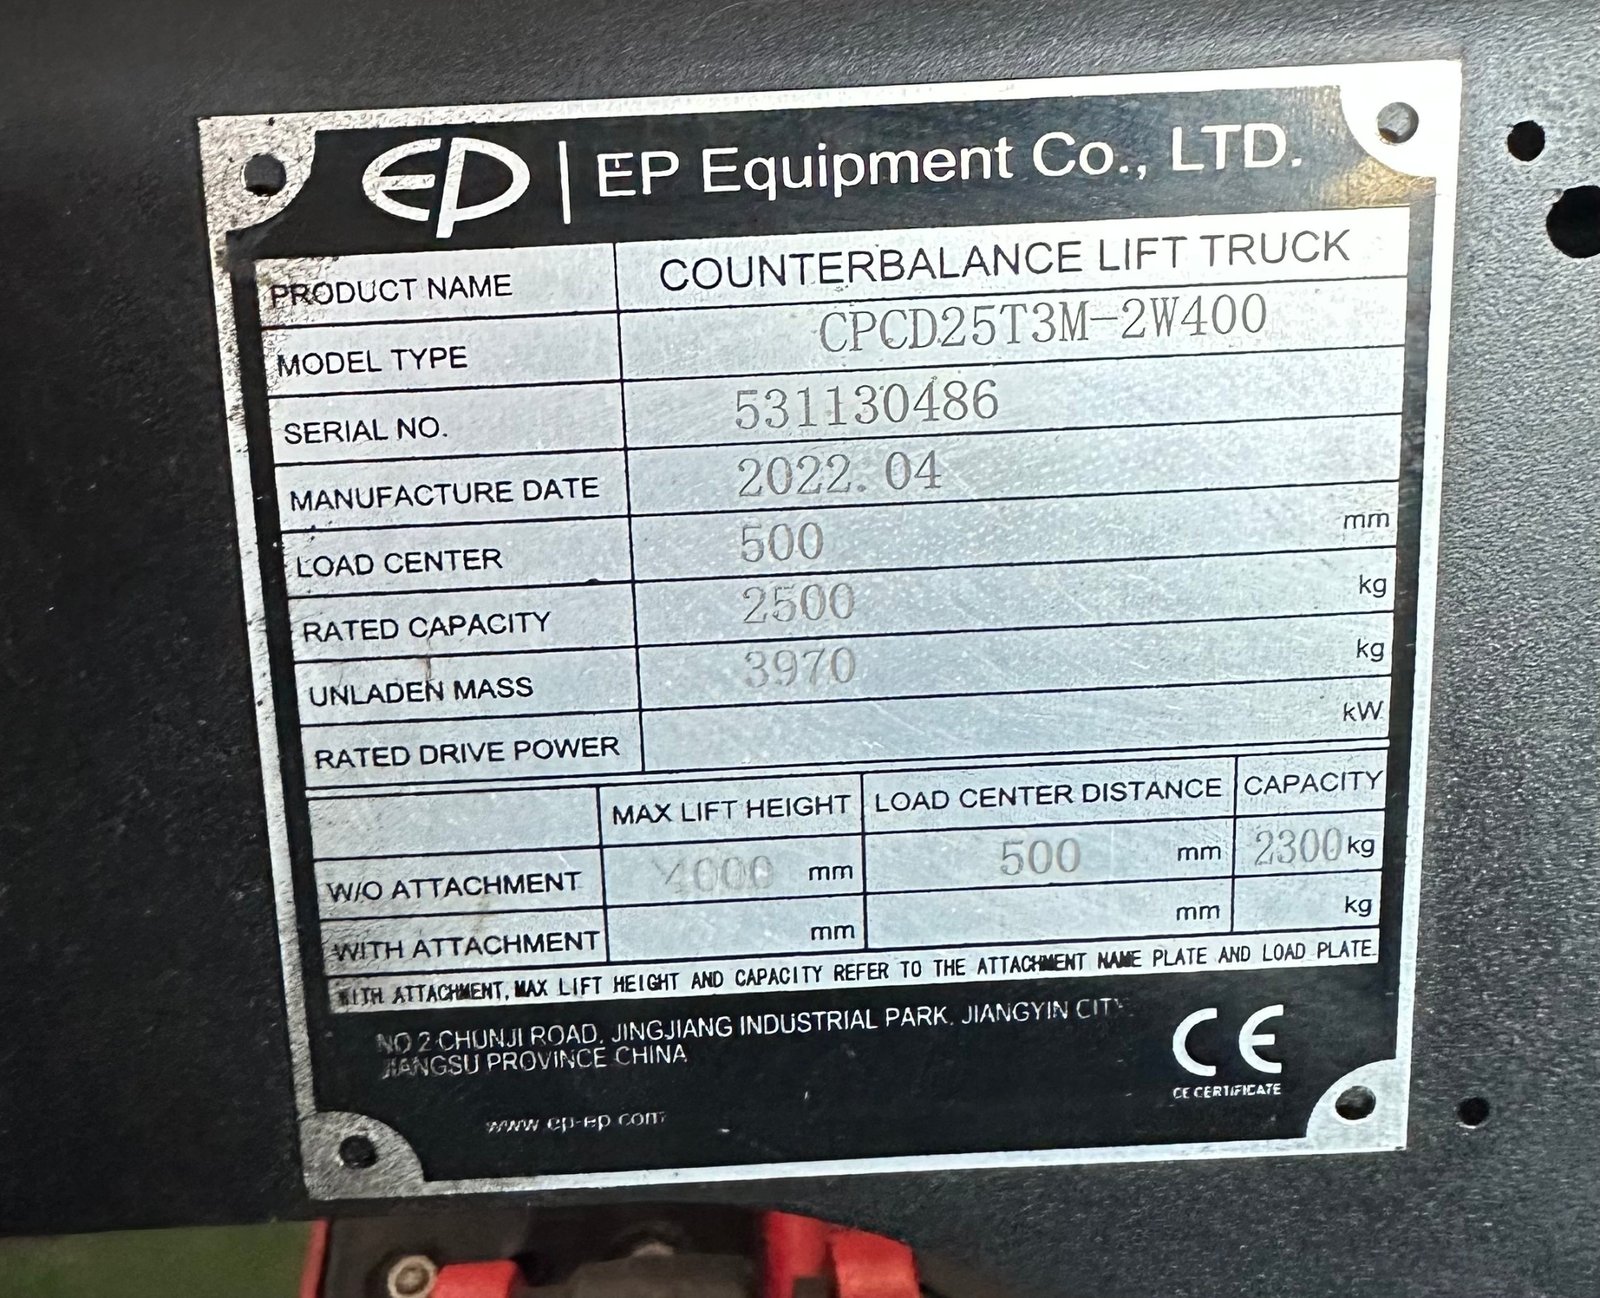 EP | EP Equipment Co., LTD.
PRODUCT NAME COUNTERBALANCE LIFT TRUCK
MODEL TYPE CPCD25T3M-2W400
SERIAL NO. 531130486
MANUFACTURE DATE 2022.04
LOAD CENTER 500 mm
RATED CAPACITY 2500 kg
UNLADEN MASS 3970 kg
RATED DRIVE POWER kW
MAX LIFT HEIGHT LOAD CENTER DISTANCE CAPACITY
W/O ATTACHMENT 4000 mm 500 mm 2300 kg
WITH ATTACHMENT mm mm kg
WITH ATTACHMENT, MAX LIFT HEIGHT AND CAPACITY REFER TO THE ATTACHMENT NAME PLATE AND LOAD PLATE.
NO 2 CHUNJI ROAD, JINGJIANG INDUSTRIAL PARK, JIANGYIN CITY
JIANGSU PROVINCE CHINA
CE
CE CERTIFICATE
www ep-ep com